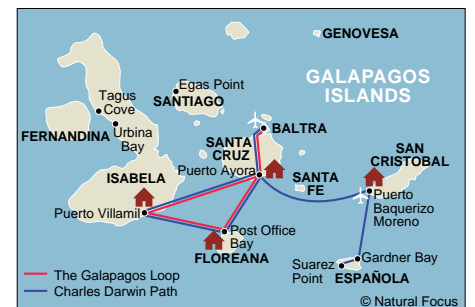 GENOVESA
GALAPAGOS
ISLANDS
Egas Point
SANTIAGO
Tagus
Cove
FERNANDINA
Urbina
Bay
BALTRA
SANTA
CRUZ
SAN
CRISTOBAL
ISABELA
Puerto Ayora
SANTA
FE
Puerto Villamil
Puerto
Baquerizo
Moreno
Post Office
Bay
FLOREANA
Gardner Bay
Suarez
Point
ESPAÑOLA
The Galapagos Loop
Charles Darwin Path
© Natural Focus